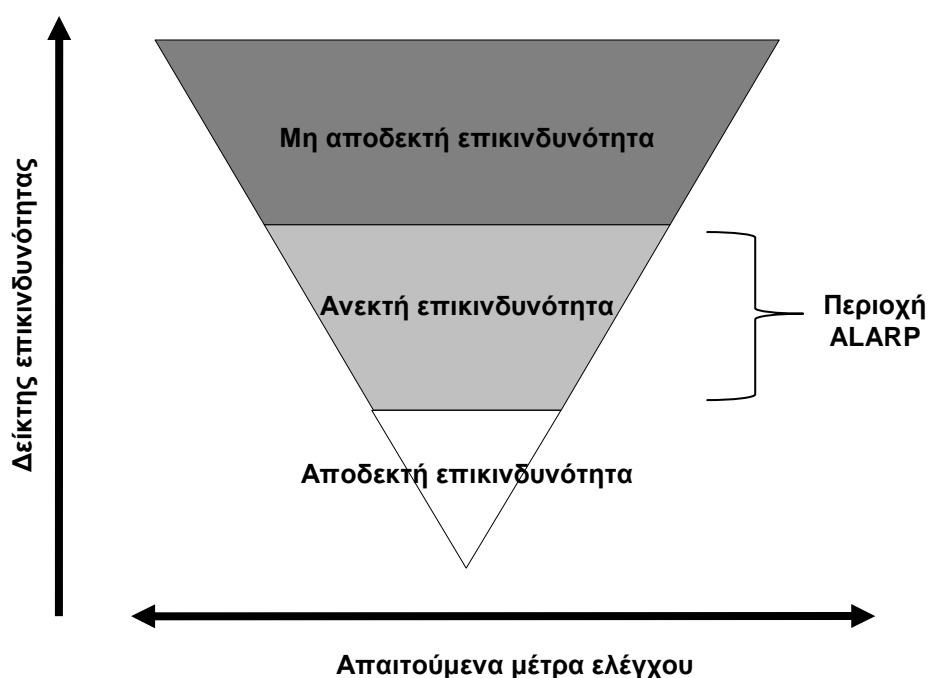 Μη αποδεκτή επικινδυνότητα
Ανεκτή επικινδυνότητα
Περιοχή
ALARP
Αποδεκτή επικινδυνότητα
Δείκτης επικινδυνότητας
Απαιτούμενα μέτρα ελέγχου